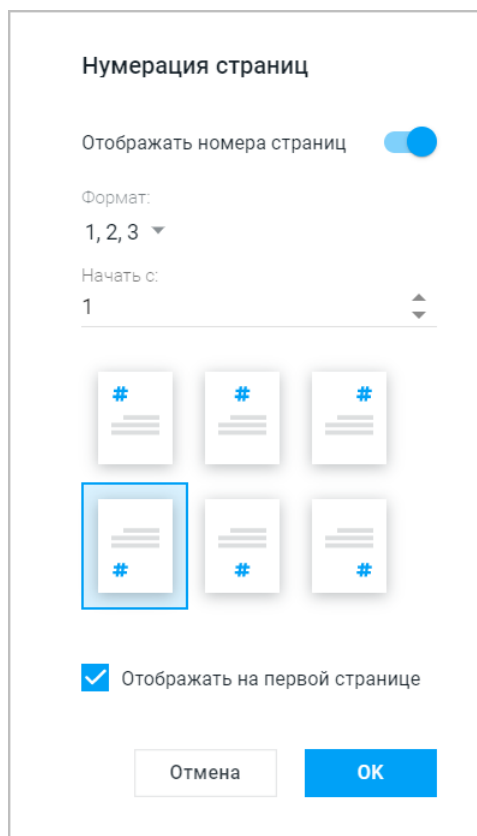 Нумерация страниц
Отображать номера страниц
Формат:
1, 2, 3
Начать с:
1
# # #
# # #
Отображать на первой странице
Отмена OK